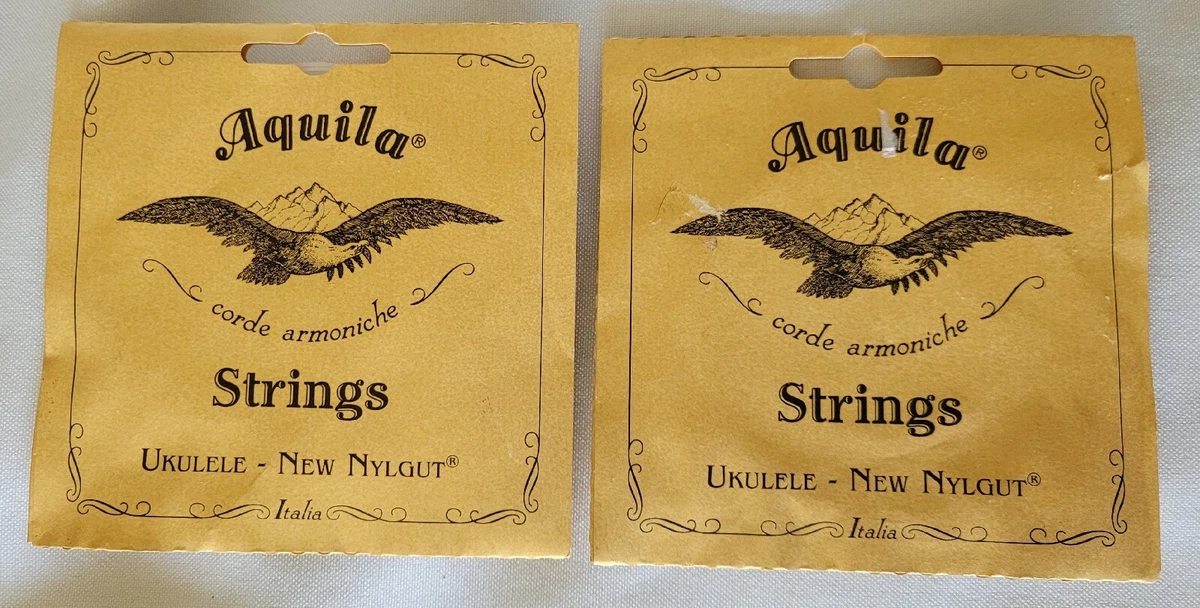 Aquila®
corde armoniche
Strings
Ukulele - New Nylgut®
Italia
Aquila®
corde armoniche
Strings
Ukulele - New Nylgut®
Italia